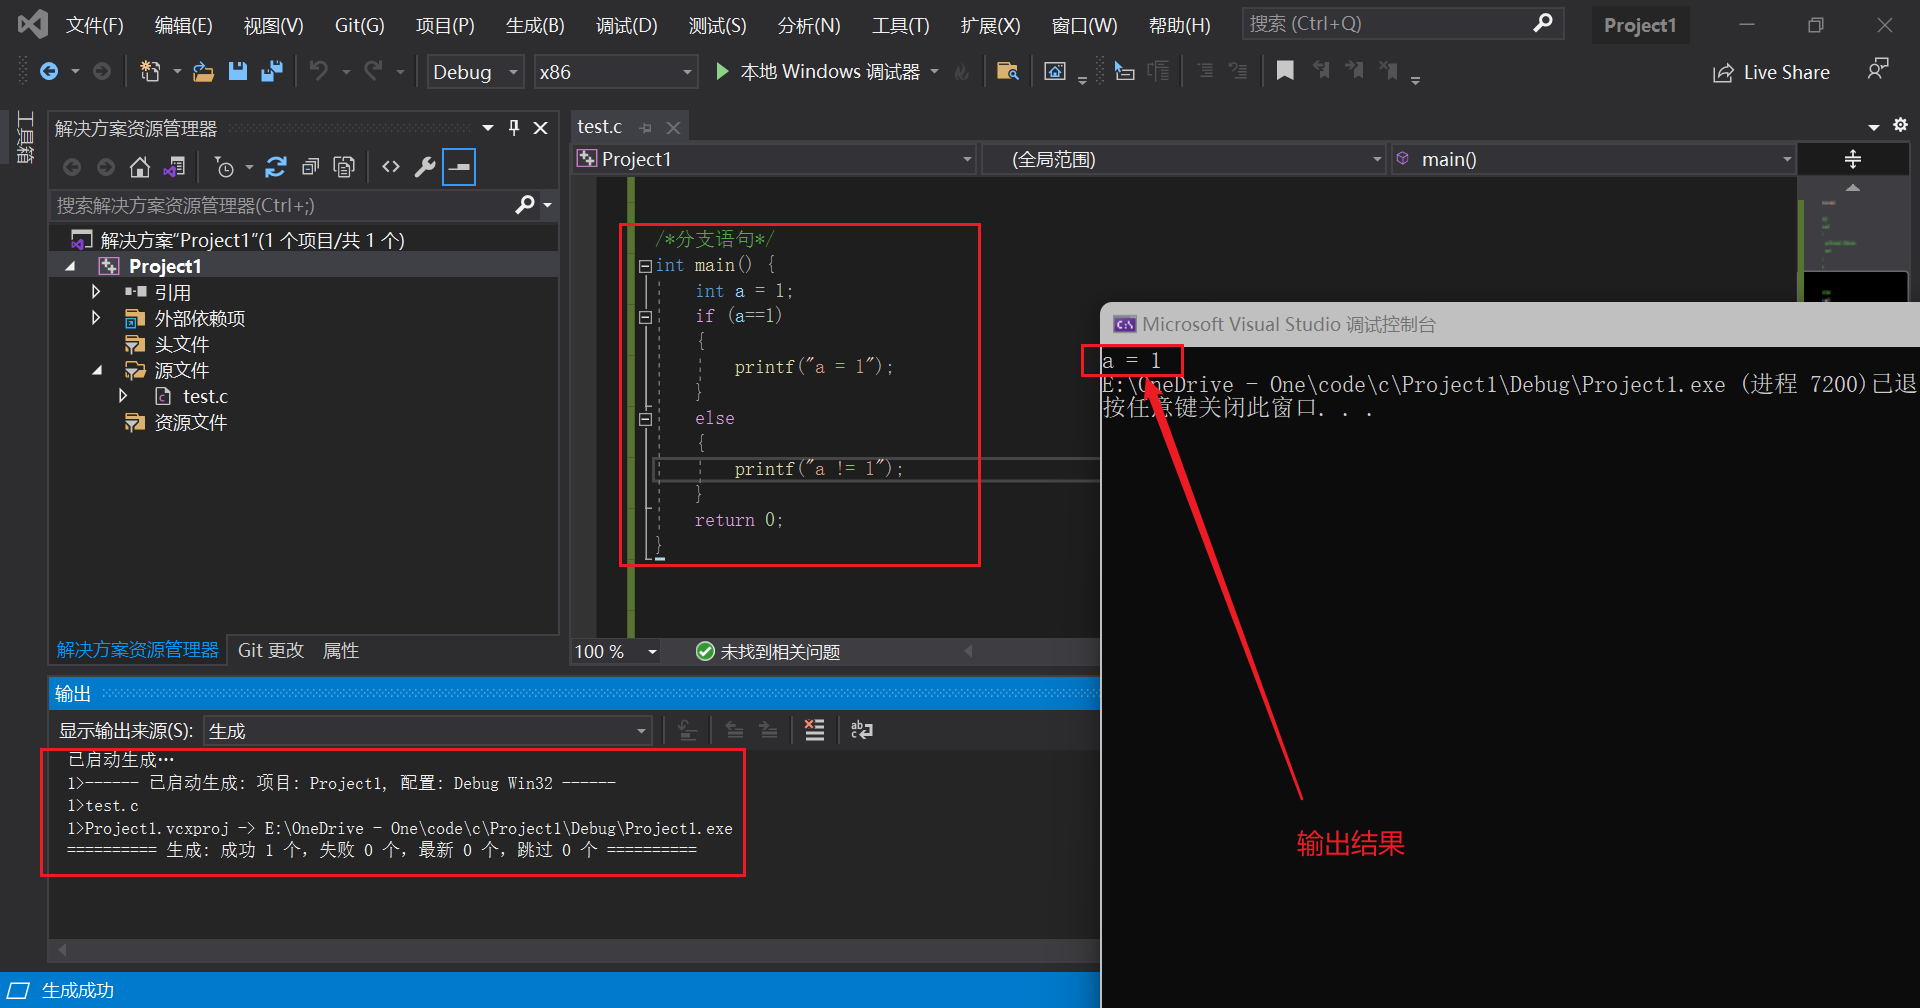 文件(F) 编辑(E) 视图(V) Git(G) 项目(P) 生成(B) 调试(D) 测试(S) 分析(N) 工具(T) 扩展(X) 窗口(W) 帮助(H) 搜索 (Ctrl+Q) Project1
Debug x86 本地 Windows 调试器 Live Share
工具箱
解决方案资源管理器
搜索解决方案资源管理器(Ctrl+;)
解决方案"Project1"(1 个项目/共 1 个)
Project1
引用
外部依赖项
头文件
源文件
test.c
资源文件
解决方案资源管理器 Git 更改 属性
test.c
Project1 (全局范围) main()
/*分支语句*/
int main() {
int a = 1;
if (a==1)
{
printf("a = 1");
}
else
{
printf("a != 1");
}
return 0;
}
100 % 未找到相关问题
Microsoft Visual Studio 调试控制台
a = 1
E:\OneDrive - One\code\c\Project1\Debug\Project1.exe (进程 7200)已退
按任意键关闭此窗口. . .
输出结果
输出
显示输出来源(S): 生成
已启动生成…
1>------ 已启动生成: 项目: Project1, 配置: Debug Win32 ------
1>test.c
1>Project1.vcxproj -> E:\OneDrive - One\code\c\Project1\Debug\Project1.exe
========== 生成: 成功 1 个，失败 0 个，最新 0 个，跳过 0 个 ==========
生成成功